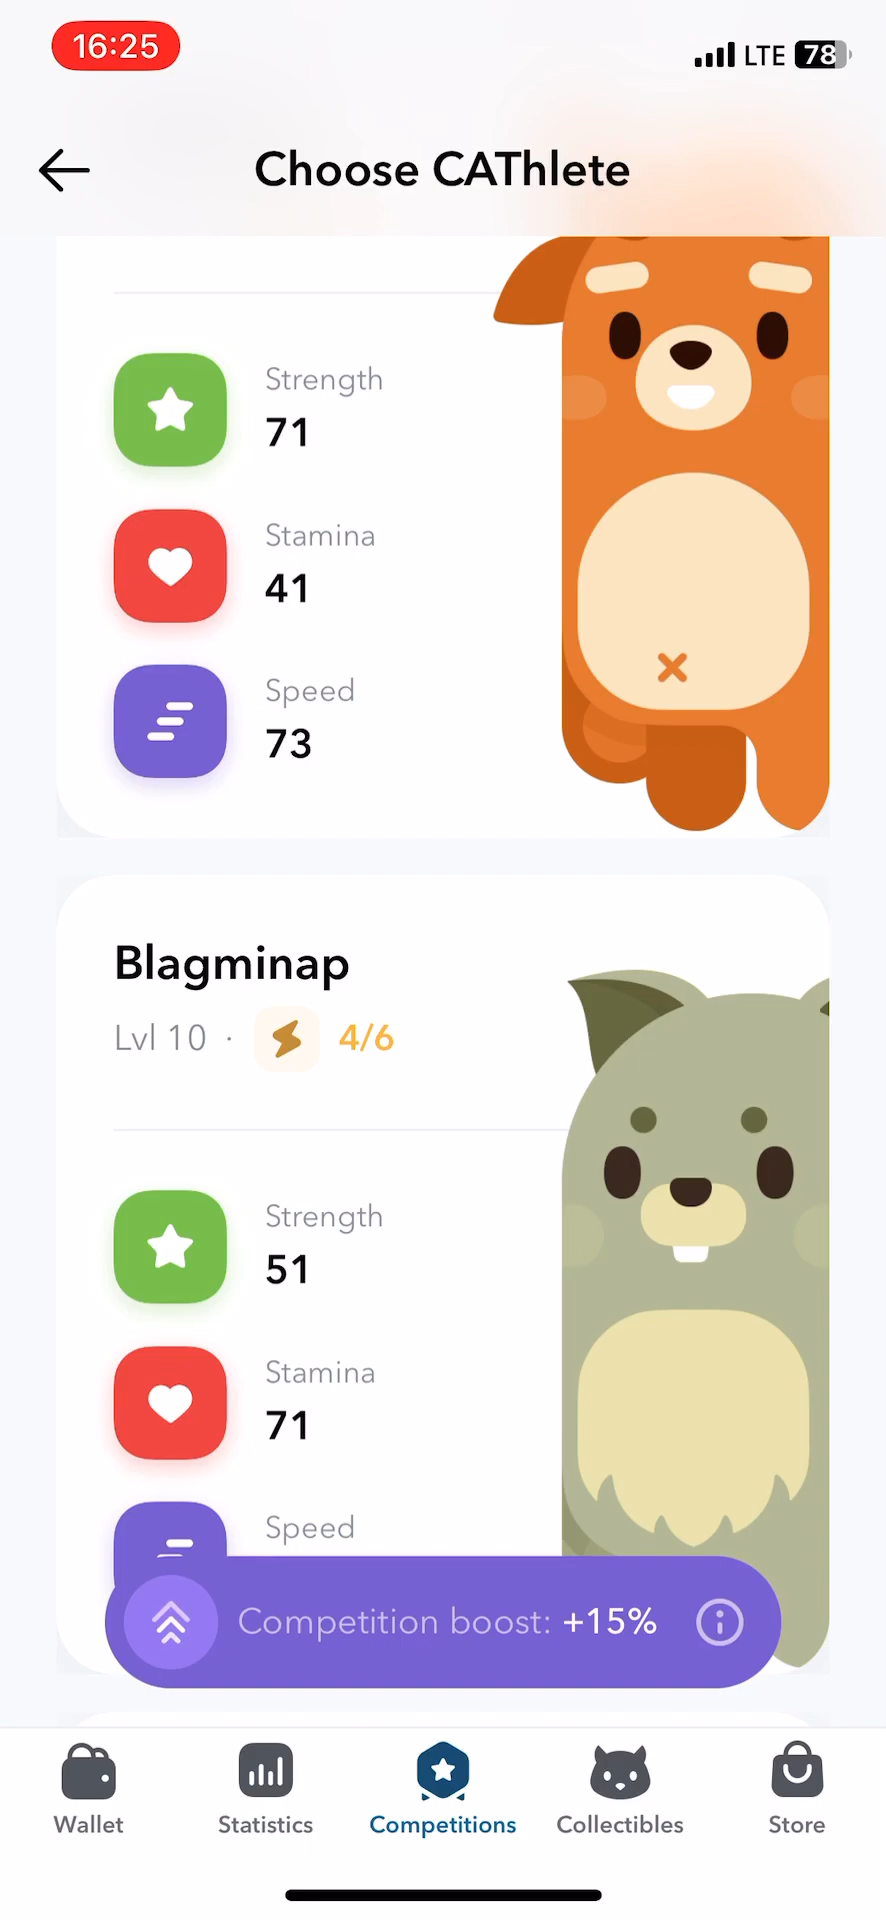 16:25
LTE 78
Choose CAThlete
Strength
71
Stamina
41
Speed
73
Blagminap
Lvl 10 · 4/6
Strength
51
Stamina
71
Speed
Competition boost: +15%
Wallet
Statistics
Competitions
Collectibles
Store